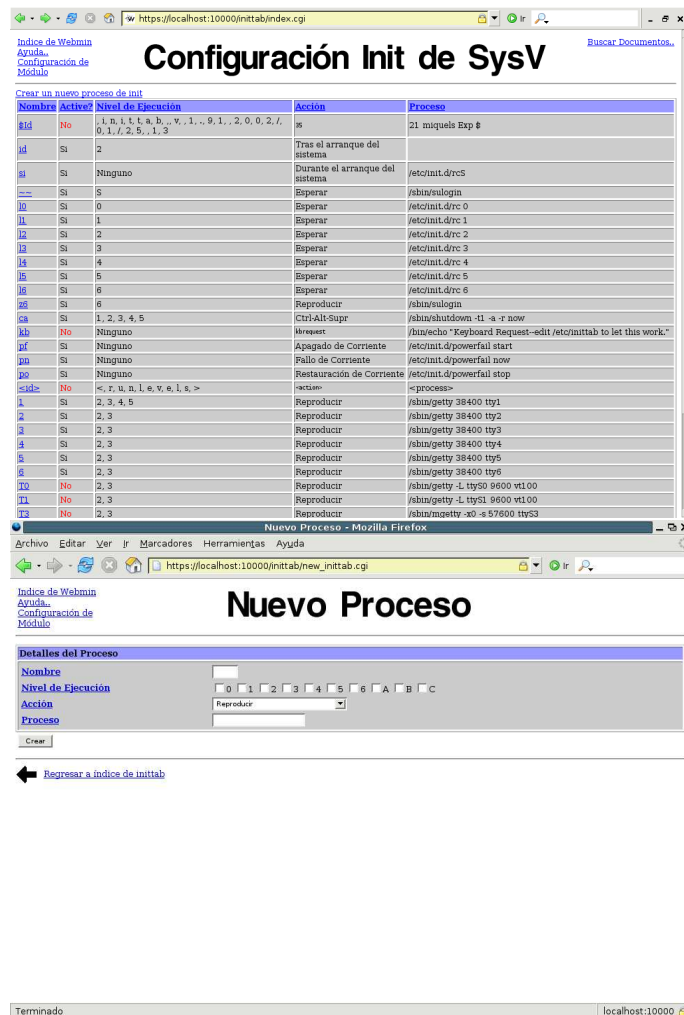 https://localhost:10000/inittab/index.cgi Ir
Indice de Webmin
Ayuda..
Configuración de
Módulo
Configuración Init de SysV
Buscar Documentos..
Crear un nuevo proceso de init
Nombre Active? Nivel de Ejecución Acción Proceso
$Id No , i, n, i, t, t, a, b, ,, v, , 1, ., 9, 1, , 2, 0, 0, 2, /, 0, 1, /, 2, 5, , 1, 3 :35 21 miquels Exp $
id Si 2 Tras el arranque del sistema
si Si Ninguno Durante el arranque del sistema /etc/init.d/rcS
~~ Si S Esperar /sbin/sulogin
l0 Si 0 Esperar /etc/init.d/rc 0
l1 Si 1 Esperar /etc/init.d/rc 1
l2 Si 2 Esperar /etc/init.d/rc 2
l3 Si 3 Esperar /etc/init.d/rc 3
l4 Si 4 Esperar /etc/init.d/rc 4
l5 Si 5 Esperar /etc/init.d/rc 5
l6 Si 6 Esperar /etc/init.d/rc 6
z6 Si 6 Reproducir /sbin/sulogin
ca Si 1, 2, 3, 4, 5 Ctrl-Alt-Supr /sbin/shutdown -t1 -a -r now
kb No Ninguno kbrequest /bin/echo "Keyboard Request--edit /etc/inittab to let this work."
pf Si Ninguno Apagado de Corriente /etc/init.d/powerfail start
pn Si Ninguno Fallo de Corriente /etc/init.d/powerfail now
po Si Ninguno Restauración de Corriente /etc/init.d/powerfail stop
<id> No <, r, u, n, l, e, v, e, l, s, > <action> <process>
1 Si 2, 3, 4, 5 Reproducir /sbin/getty 38400 tty1
2 Si 2, 3 Reproducir /sbin/getty 38400 tty2
3 Si 2, 3 Reproducir /sbin/getty 38400 tty3
4 Si 2, 3 Reproducir /sbin/getty 38400 tty4
5 Si 2, 3 Reproducir /sbin/getty 38400 tty5
6 Si 2, 3 Reproducir /sbin/getty 38400 tty6
T0 No 2, 3 Reproducir /sbin/getty -L ttyS0 9600 vt100
T1 No 2, 3 Reproducir /sbin/getty -L ttyS1 9600 vt100
T3 No 2, 3 Reproducir /sbin/mgetty -x0 -s 57600 ttyS3
Nuevo Proceso - Mozilla Firefox
Archivo Editar Ver Ir Marcadores Herramientas Ayuda
https://localhost:10000/inittab/new_inittab.cgi Ir
Indice de Webmin
Ayuda..
Configuración de
Módulo
Nuevo Proceso
Detalles del Proceso
Nombre
Nivel de Ejecución 0 1 2 3 4 5 6 A B C
Acción Reproducir
Proceso
Crear
Regresar a índice de inittab
Terminado localhost:10000